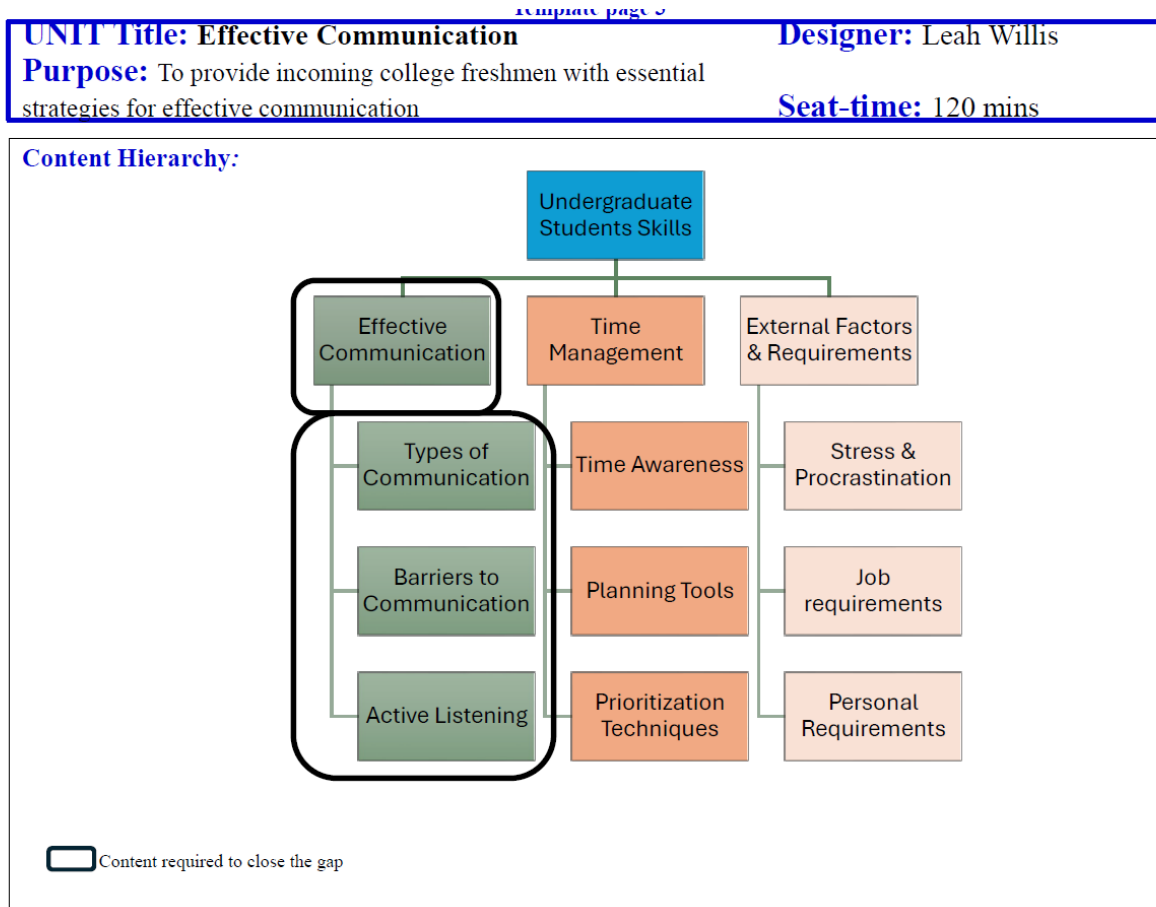 Template page 5
UNIT Title: Effective Communication
Designer: Leah Willis
Purpose: To provide incoming college freshmen with essential
strategies for effective communication
Seat-time: 120 mins
Content Hierarchy:
Undergraduate
Students Skills
Effective
Communication
Time
Management
External Factors
& Requirements
Types of
Communication
Time Awareness
Stress &
Procrastination
Barriers to
Communication
Planning Tools
Job
requirements
Active Listening
Prioritization
Techniques
Personal
Requirements
Content required to close the gap